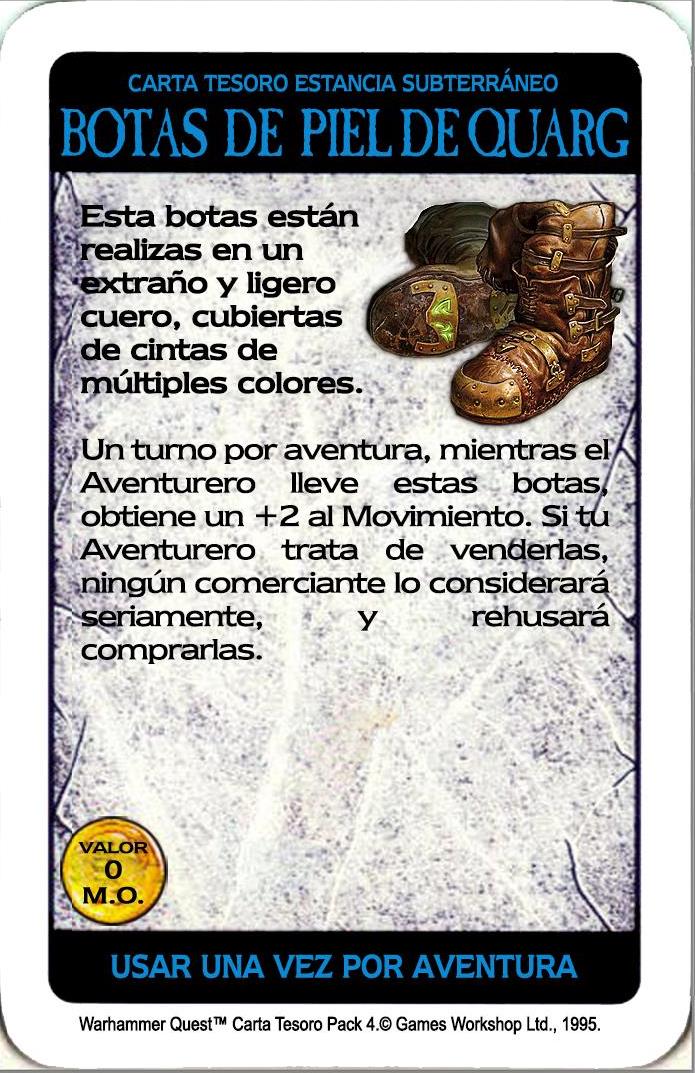 CARTA TESORO ESTANCIA SUBTERRÁNEO
BOTAS DE PIEL DE QUARG
Esta botas están
realizas en un
extraño y ligero
cuero, cubiertas
de cintas de
múltiples colores.
Un turno por aventura, mientras el
Aventurero lleve estas botas,
obtiene un +2 al Movimiento. Si tu
Aventurero trata de venderlas,
ningún comerciante lo considerará
seriamente, y rehusará
comprarlas.
VALOR
0
M.O.
USAR UNA VEZ POR AVENTURA
Warhammer Quest™ Carta Tesoro Pack 4.© Games Workshop Ltd., 1995.